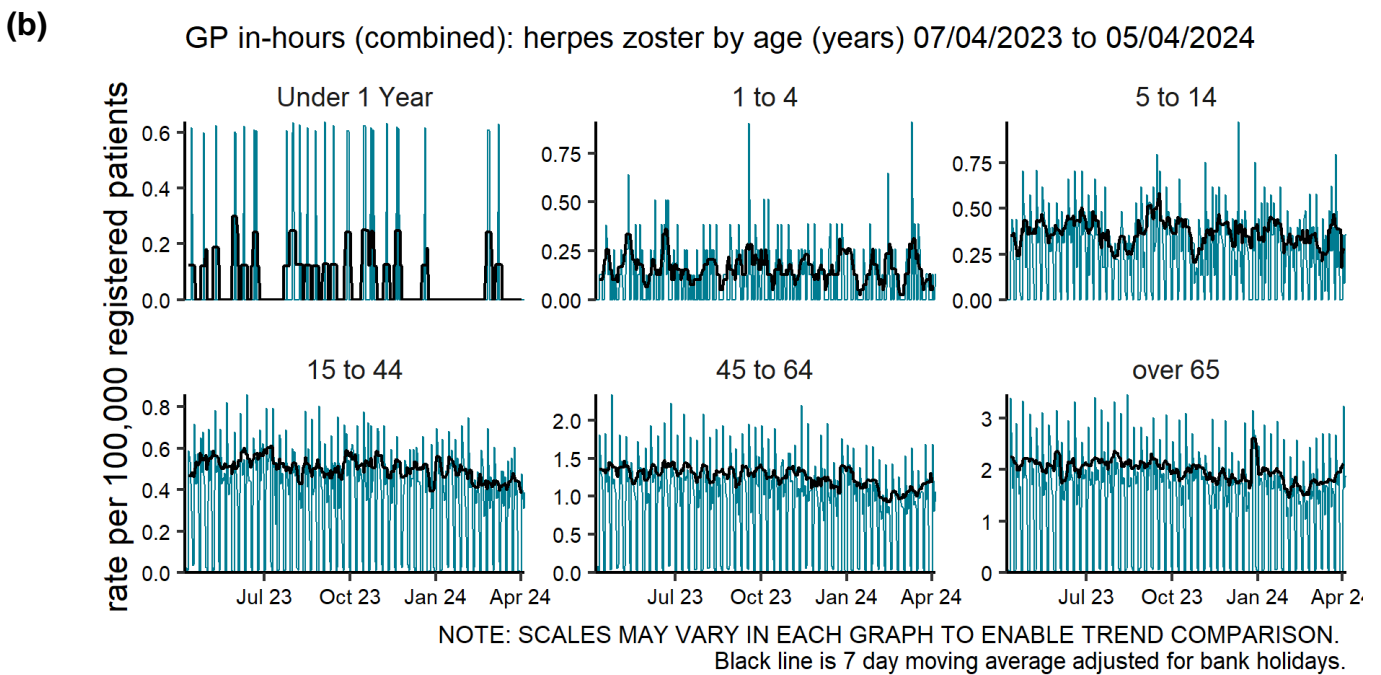 (b)
GP in-hours (combined): herpes zoster by age (years) 07/04/2023 to 05/04/2024
rate per 100,000 registered patients
Under 1 Year
0.6
0.4
0.2
0.0
1 to 4
0.75
0.50
0.25
0.00
5 to 14
0.75
0.50
0.25
0.00
15 to 44
0.8
0.6
0.4
0.2
0.0
Jul 23 Oct 23 Jan 24 Apr 24
45 to 64
2.0
1.5
1.0
0.5
0.0
Jul 23 Oct 23 Jan 24 Apr 24
over 65
3
2
1
0
Jul 23 Oct 23 Jan 24 Apr 2
NOTE: SCALES MAY VARY IN EACH GRAPH TO ENABLE TREND COMPARISON.
Black line is 7 day moving average adjusted for bank holidays.